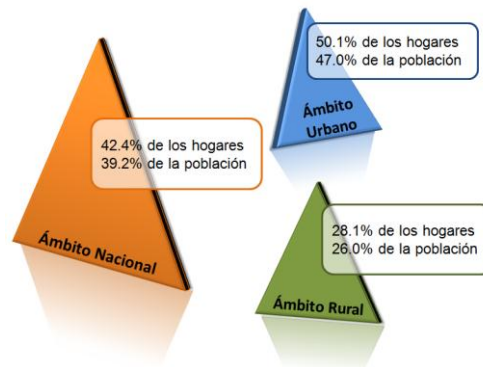 42.4% de los hogares
39.2% de la población
Ámbito Nacional
50.1% de los hogares
47.0% de la población
Ámbito
Urbano
28.1% de los hogares
26.0% de la población
Ámbito Rural